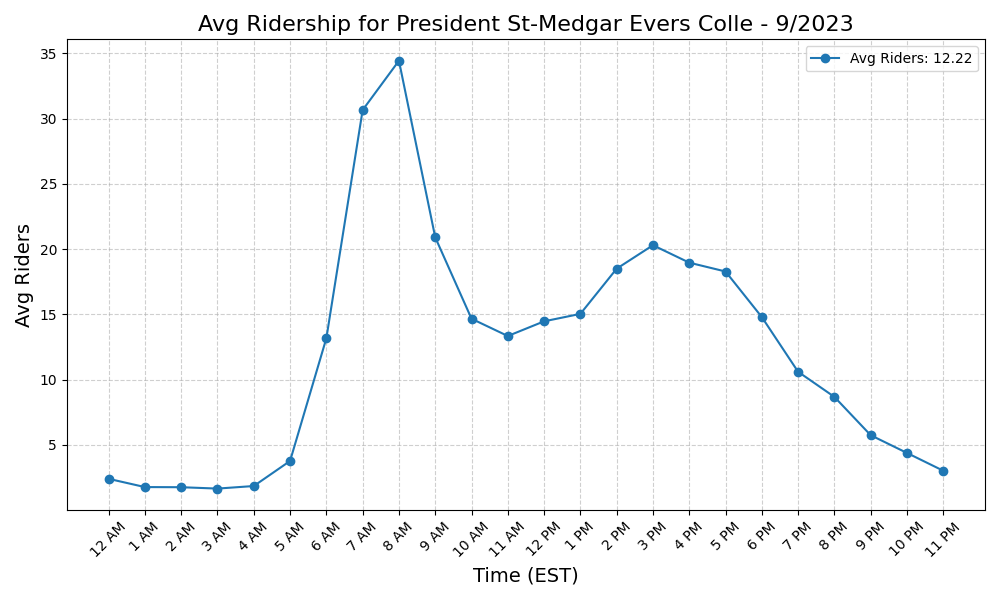 Avg Ridership for President St-Medgar Evers Colle - 9/2023
Avg Riders: 12.22
Avg Riders
35
30
25
20
15
10
5
12 AM
1 AM
2 AM
3 AM
4 AM
5 AM
6 AM
7 AM
8 AM
9 AM
10 AM
11 AM
12 PM
1 PM
2 PM
3 PM
4 PM
5 PM
6 PM
7 PM
8 PM
9 PM
10 PM
11 PM
Time (EST)